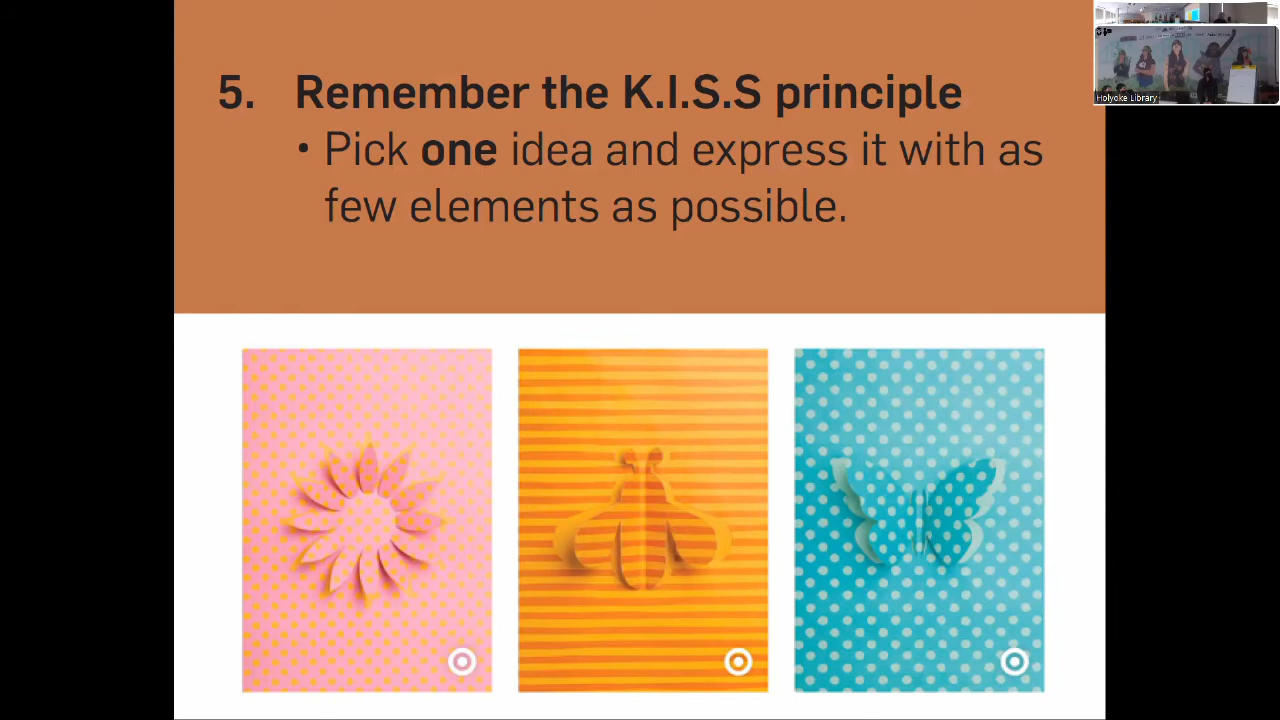 5. Remember the K.I.S.S principle
• Pick one idea and express it with as
few elements as possible.
Holyoke Library